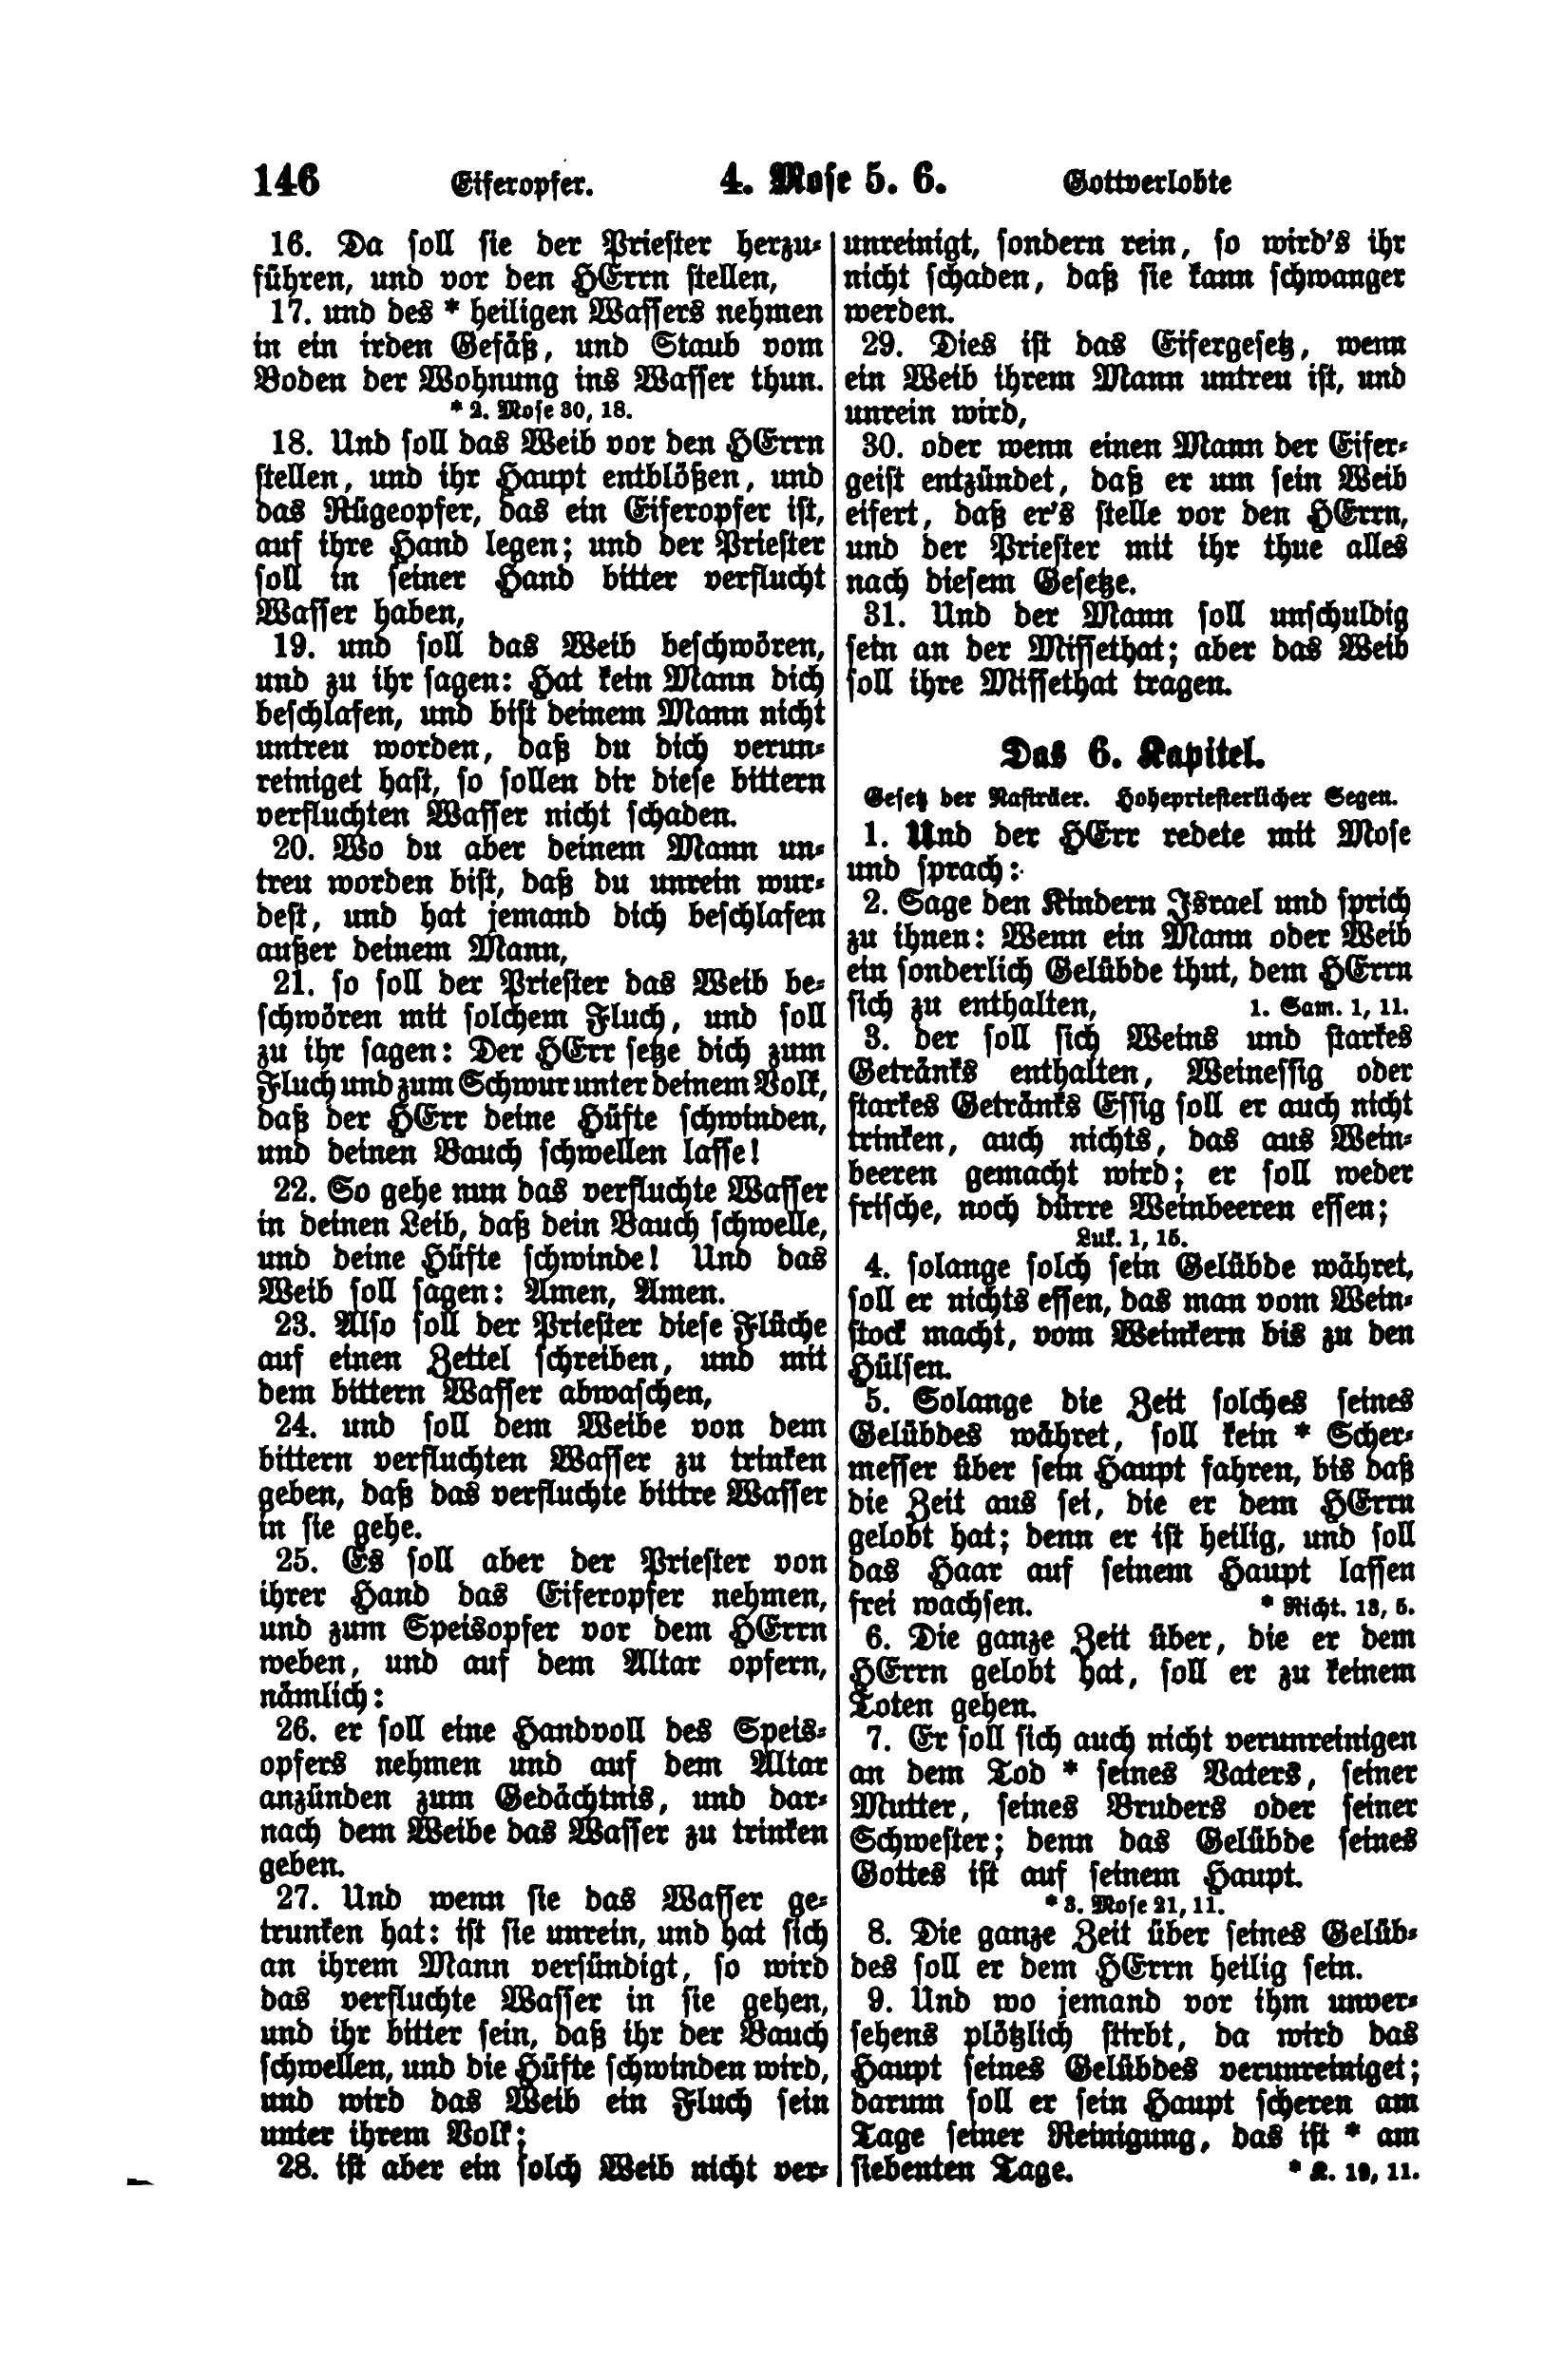 146 Eiferopfer. 4. Mose 5. 6. Gottverlobte
16. Da soll sie der Priester herzu-
führen, und vor den HErrn stellen,
17. und des * heiligen Wassers nehmen
in ein irden Gefäß, und Staub vom
Boden der Wohnung ins Wasser thun.
* 2. Mose 30, 18.
18. Und soll das Weib vor den HErrn
stellen, und ihr Haupt entblößen, und
das Rügeopfer, das ein Eiferopfer ist,
auf ihre Hand legen; und der Priester
soll in seiner Hand bitter verflucht
Wasser haben,
19. und soll das Weib beschwören,
und zu ihr sagen: Hat kein Mann dich
beschlafen, und bist deinem Mann nicht
untreu worden, daß du dich verun-
reiniget hast, so sollen dir diese bittern
verfluchten Wasser nicht schaden.
20. Wo du aber deinem Mann un-
treu worden bist, daß du unrein wur-
dest, und hat jemand dich beschlafen
außer deinem Mann,
21. so soll der Priester das Weib be-
schwören mit solchem Fluch, und soll
zu ihr sagen: Der HErr setze dich zum
Fluch und zum Schwur unter deinem Volk,
daß der HErr deine Hüfte schwinden,
und deinen Bauch schwellen lasse!
22. So gehe nun das verfluchte Wasser
in deinen Leib, daß dein Bauch schwelle,
und deine Hüfte schwinde! Und das
Weib soll sagen: Amen, Amen.
23. Also soll der Priester diese Flüche
auf einen Zettel schreiben, und mit
dem bittern Wasser abwaschen,
24. und soll dem Weibe von dem
bittern verfluchten Wasser zu trinken
geben, daß das verfluchte bittre Wasser
in sie gehe.
25. Es soll aber der Priester von
ihrer Hand das Eiferopfer nehmen,
und zum Speisopfer vor dem HErrn
weben, und auf dem Altar opfern,
nämlich:
26. er soll eine Handvoll des Speis-
opfers nehmen und auf dem Altar
anzünden zum Gedächtnis, und dar-
nach dem Weibe das Wasser zu trinken
geben.
27. Und wenn sie das Wasser ge-
trunken hat: ist sie unrein, und hat sich
an ihrem Mann versündigt, so wird
das verfluchte Wasser in sie gehen,
und ihr bitter sein, daß ihr der Bauch
schwellen, und die Hüfte schwinden wird,
und wird das Weib ein Fluch sein
unter ihrem Volk;
28. ist aber ein solch Weib nicht ver-
unreinigt, sondern rein, so wird's ihr
nicht schaden, daß sie kann schwanger
werden.
29. Dies ist das Eifergesetz, wenn
ein Weib ihrem Mann untreu ist, und
unrein wird,
30. oder wenn einen Mann der Eifer-
geist entzündet, daß er um sein Weib
eifert, daß er's stelle vor den HErrn,
und der Priester mit ihr thue alles
nach diesem Gesetze.
31. Und der Mann soll unschuldig
sein an der Missethat; aber das Weib
soll ihre Missethat tragen.
Das 6. Kapitel.
Gesetz der Nasiräer. Hohepriesterlicher Segen.
1. Und der HErr redete mit Mose
und sprach:
2. Sage den Kindern Israel und sprich
zu ihnen: Wenn ein Mann oder Weib
ein sonderlich Gelübde thut, dem HErrn
sich zu enthalten, 1. Sam. 1, 11.
3. der soll sich Weins und starkes
Getränks enthalten, Weinessig oder
starkes Getränks Essig soll er auch nicht
trinken, auch nichts, das aus Wein-
beeren gemacht wird; er soll weder
frische, noch dürre Weinbeeren essen;
Luk. 1, 15.
4. solange solch sein Gelübde währet,
soll er nichts essen, das man vom Wein-
stock macht, vom Weinkern bis zu den
Hülsen.
5. Solange die Zeit solches seines
Gelübdes währet, soll kein * Scher-
messer über sein Haupt fahren, bis daß
die Zeit aus sei, die er dem HErrn
gelobt hat; denn er ist heilig, und soll
das Haar auf seinem Haupt lassen
frei wachsen. * Richt. 13, 5.
6. Die ganze Zeit über, die er dem
HErrn gelobt hat, soll er zu keinem
Toten gehen.
7. Er soll sich auch nicht verunreinigen
an dem Tod * seines Vaters, seiner
Mutter, seines Bruders oder seiner
Schwester; denn das Gelübde seines
Gottes ist auf seinem Haupt.
* 3. Mose 21, 11.
8. Die ganze Zeit über seines Gelüb-
des soll er dem HErrn heilig sein.
9. Und wo jemand vor ihm unver-
sehens plötzlich stirbt, da wird das
Haupt seines Gelübdes verunreiniget;
darum soll er sein Haupt scheren am
Tage seiner Reinigung, das ist * am
siebenten Tage. * K. 19, 11.